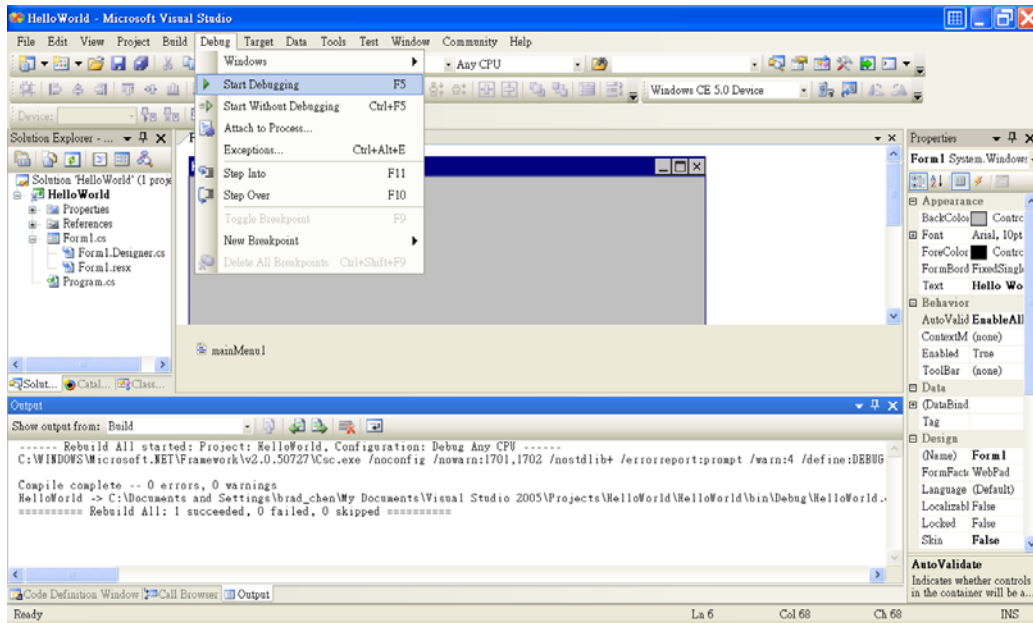 HelloWorld - Microsoft Visual Studio
File Edit View Project Build Debug Target Data Tools Test Window Community Help
Any CPU
Windows CE 5.0 Device
Device:
Windows
Start Debugging F5
Start Without Debugging Ctrl+F5
Attach to Process...
Exceptions... Ctrl+Alt+E
Step Into F11
Step Over F10
Toggle Breakpoint F9
New Breakpoint
Delete All Breakpoints Ctrl+Shift+F9
Solution Explorer - ...
Solution 'HelloWorld' (1 proje
HelloWorld
Properties
References
Form1.cs
Form1.Designer.cs
Form1.resx
Program.cs
Solut... Catal... Class...
mainMenu1
Output
Show output from: Build
------ Rebuild All started: Project: HelloWorld, Configuration: Debug Any CPU ------
C:\WINDOWS\Microsoft.NET\Framework\v2.0.50727\Csc.exe /noconfig /nowarn:1701,1702 /nostdlib+ /errorreport:prompt /warn:4 /define:DEBUG
Compile complete -- 0 errors, 0 warnings
HelloWorld -> C:\Documents and Settings\brad_chen\My Documents\Visual Studio 2005\Projects\HelloWorld\HelloWorld\bin\Debug\HelloWorld.
========== Rebuild All: 1 succeeded, 0 failed, 0 skipped ==========
Code Definition Window Call Browser Output
Properties
Form1 System.Windows
Appearance
BackColor Contro
Font Arial, 10pt
ForeColor Contro
FormBord FixedSingle
Text Hello Wo
Behavior
AutoValid EnableAll
ContextM (none)
Enabled True
ToolBar (none)
Data
(DataBind
Tag
Design
(Name) Form1
FormFacto WebPad
Language (Default)
Localizabl False
Locked False
Skin False
AutoValidate
Indicates whether controls
in the container will be a...
Ready Ln 6 Col 68 Ch 68 INS